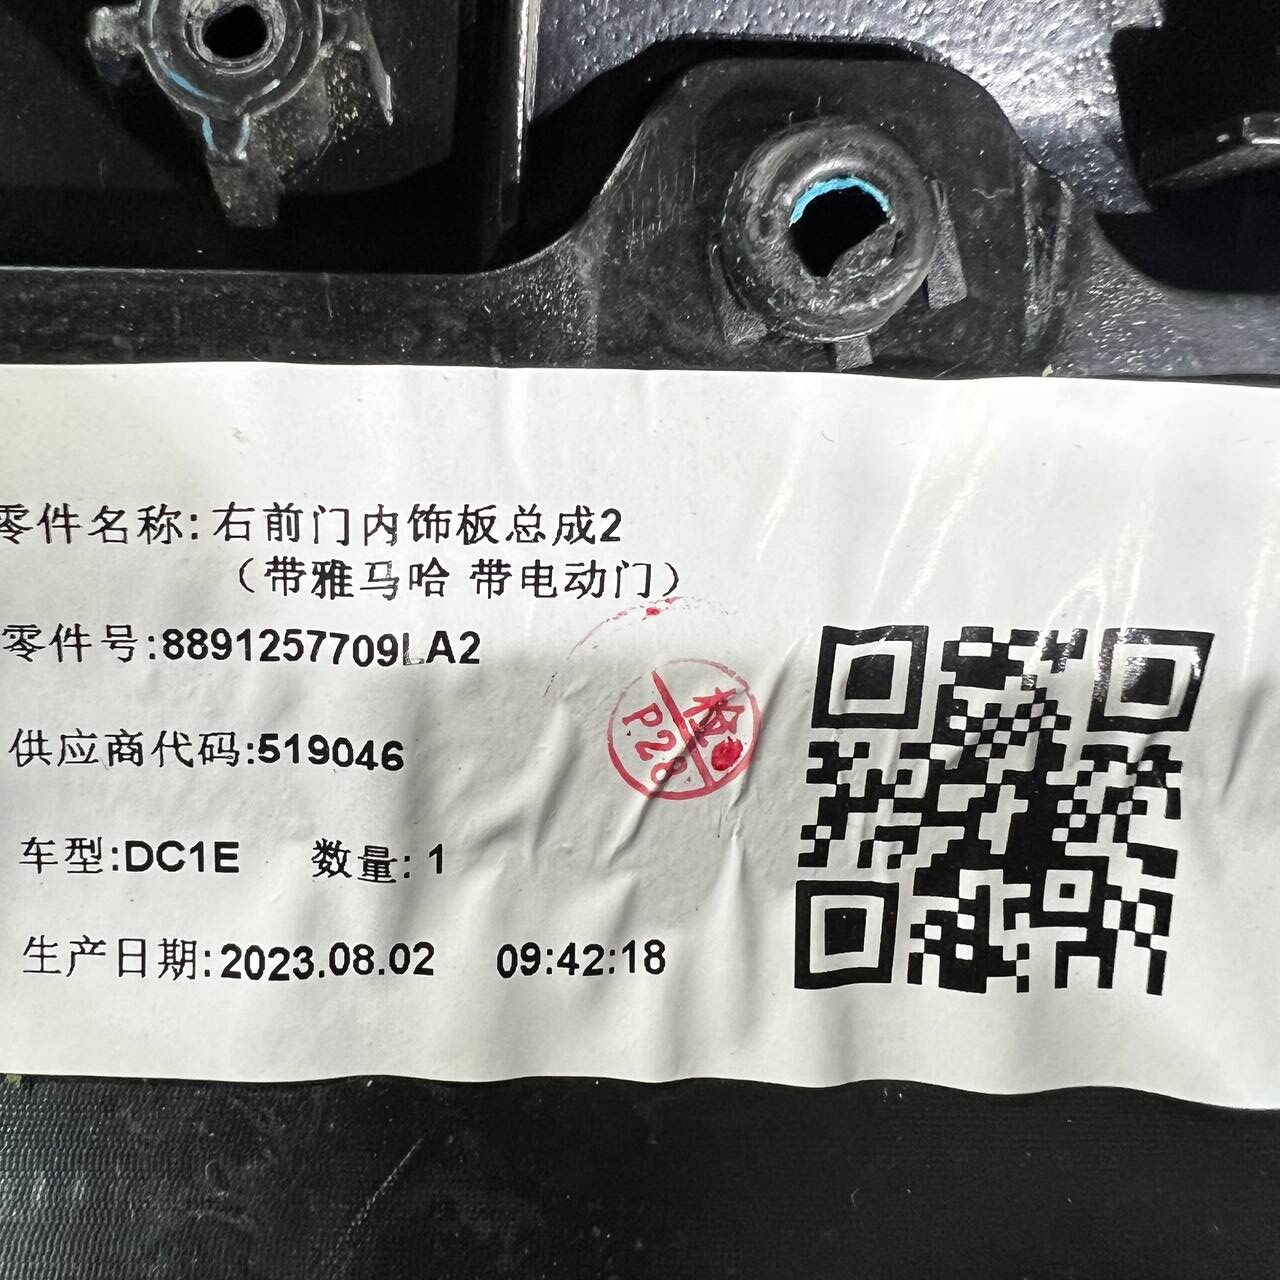 零件名称:右前门内饰板总成2
（带雅马哈 带电动门）
零件号:8891257709LA2
供应商代码:519046
车型:DC1E 数量:1
生产日期:2023.08.02 09:42:18
检
P28